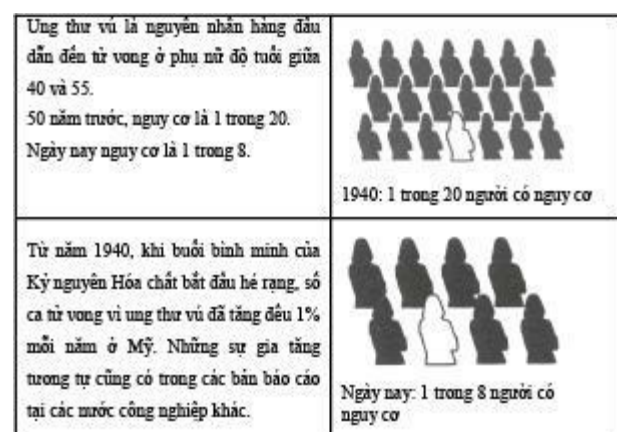 Ung thư vú là nguyên nhân hàng đầu
dẫn đến tử vong ở phụ nữ độ tuổi giữa
40 và 55.
50 năm trước, nguy cơ là 1 trong 20.
Ngày nay nguy cơ là 1 trong 8.
1940: 1 trong 20 người có nguy cơ
Từ năm 1940, khi buổi bình minh của
Kỷ nguyên Hóa chất bắt đầu hé rạng, số
ca tử vong vì ung thư vú đã tăng đều 1%
mỗi năm ở Mỹ. Những sự gia tăng
tương tự cũng có trong các bản báo cáo
tại các nước công nghiệp khác.
Ngày nay: 1 trong 8 người có
nguy cơ